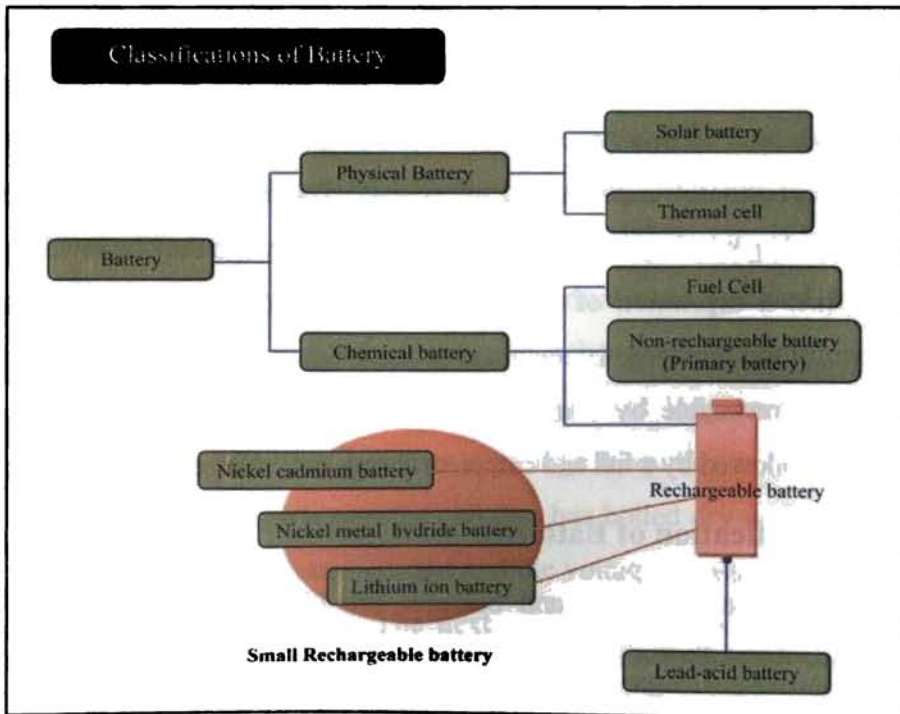 Classifications of Battery
Solar battery
Physical Battery
Thermal cell
Battery
Fuel Cell
Chemical battery
Non-rechargeable battery
(Primary battery)
Nickel cadmium battery
Rechargeable battery
Nickel metal hydride battery
Lithium ion battery
Small Rechargeable battery
Lead-acid battery